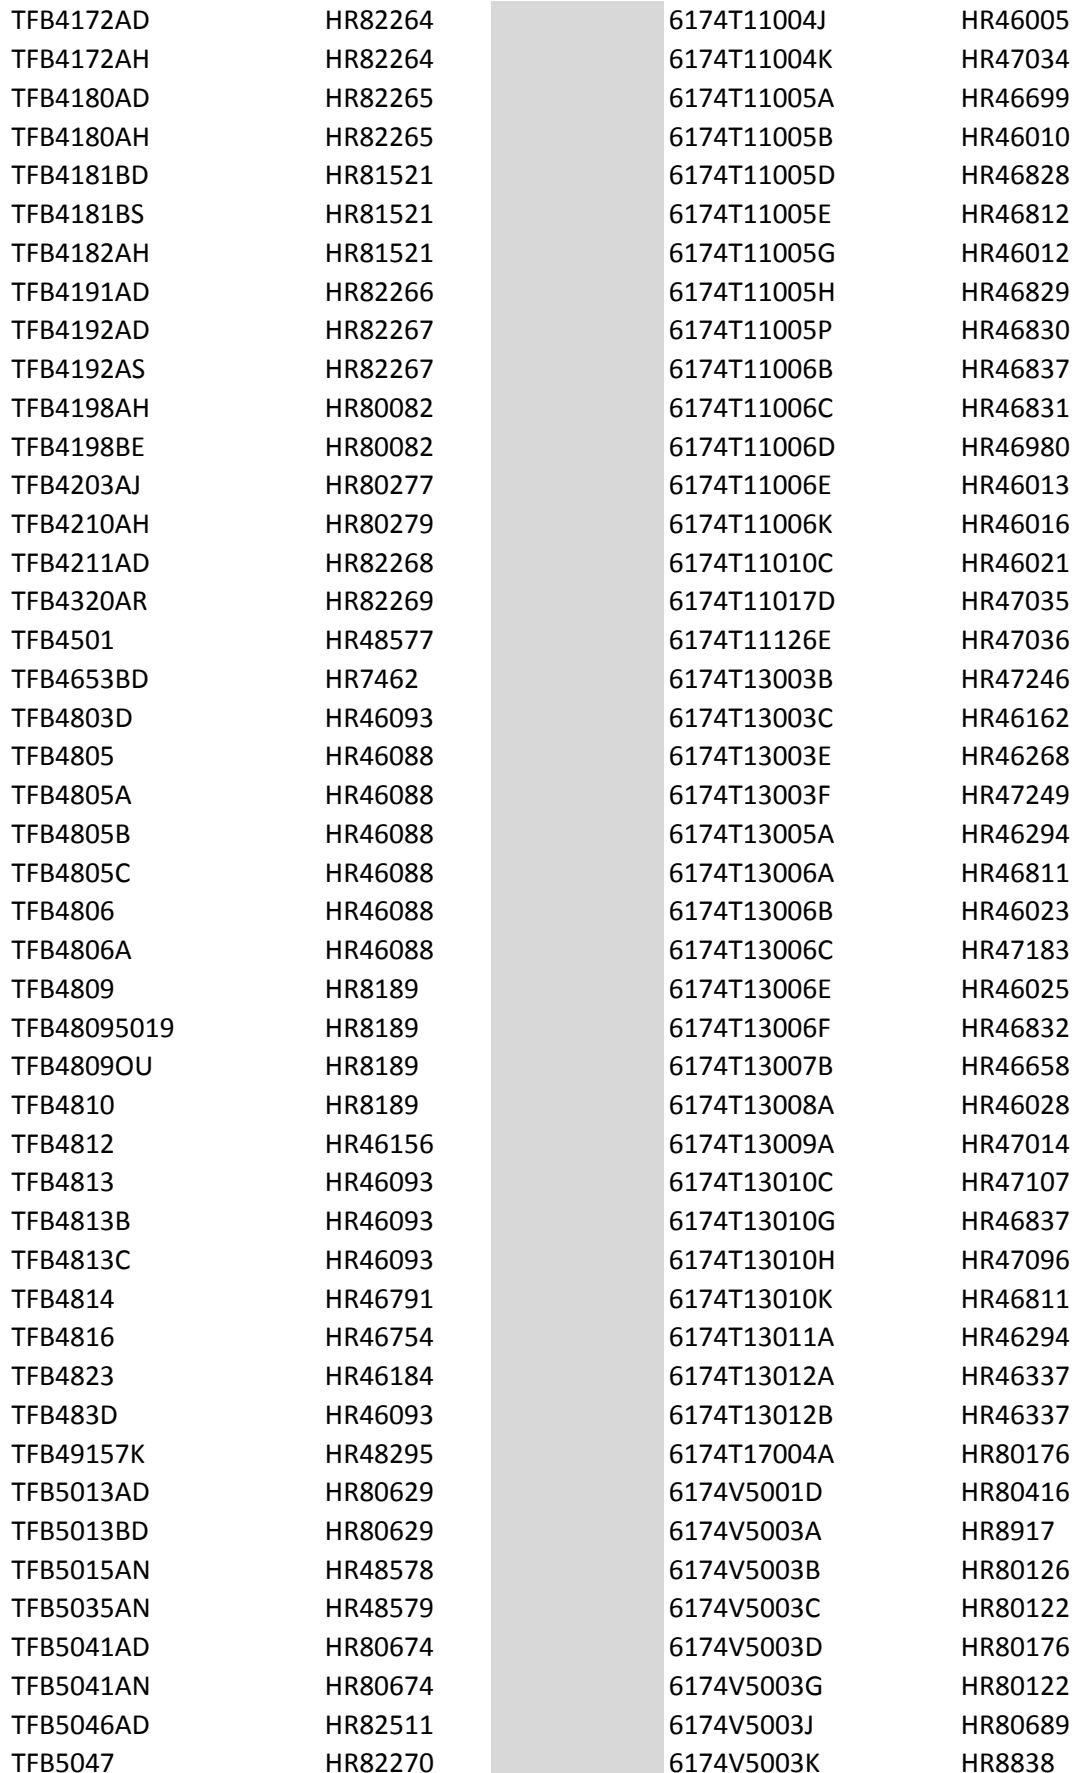 TFB4172AD HR82264 6174T11004J HR46005
TFB4172AH HR82264 6174T11004K HR47034
TFB4180AD HR82265 6174T11005A HR46699
TFB4180AH HR82265 6174T11005B HR46010
TFB4181BD HR81521 6174T11005D HR46828
TFB4181BS HR81521 6174T11005E HR46812
TFB4182AH HR81521 6174T11005G HR46012
TFB4191AD HR82266 6174T11005H HR46829
TFB4192AD HR82267 6174T11005P HR46830
TFB4192AS HR82267 6174T11006B HR46837
TFB4198AH HR80082 6174T11006C HR46831
TFB4198BE HR80082 6174T11006D HR46980
TFB4203AJ HR80277 6174T11006E HR46013
TFB4210AH HR80279 6174T11006K HR46016
TFB4211AD HR82268 6174T11010C HR46021
TFB4320AR HR82269 6174T11017D HR47035
TFB4501 HR48577 6174T11126E HR47036
TFB4653BD HR7462 6174T13003B HR47246
TFB4803D HR46093 6174T13003C HR46162
TFB4805 HR46088 6174T13003E HR46268
TFB4805A HR46088 6174T13003F HR47249
TFB4805B HR46088 6174T13005A HR46294
TFB4805C HR46088 6174T13006A HR46811
TFB4806 HR46088 6174T13006B HR46023
TFB4806A HR46088 6174T13006C HR47183
TFB4809 HR8189 6174T13006E HR46025
TFB48095019 HR8189 6174T13006F HR46832
TFB4809OU HR8189 6174T13007B HR46658
TFB4810 HR8189 6174T13008A HR46028
TFB4812 HR46156 6174T13009A HR47014
TFB4813 HR46093 6174T13010C HR47107
TFB4813B HR46093 6174T13010G HR46837
TFB4813C HR46093 6174T13010H HR47096
TFB4814 HR46791 6174T13010K HR46811
TFB4816 HR46754 6174T13011A HR46294
TFB4823 HR46184 6174T13012A HR46337
TFB483D HR46093 6174T13012B HR46337
TFB49157K HR48295 6174T17004A HR80176
TFB5013AD HR80629 6174V5001D HR80416
TFB5013BD HR80629 6174V5003A HR8917
TFB5015AN HR48578 6174V5003B HR80126
TFB5035AN HR48579 6174V5003C HR80122
TFB5041AD HR80674 6174V5003D HR80176
TFB5041AN HR80674 6174V5003G HR80122
TFB5046AD HR82511 6174V5003J HR80689
TFB5047 HR82270 6174V5003K HR8838